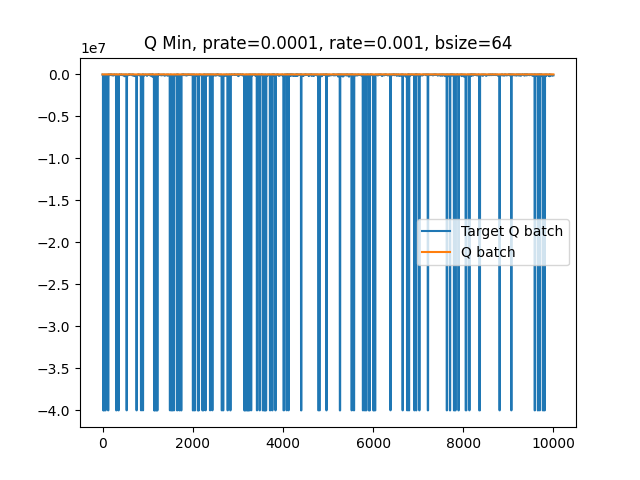 Q Min, prate=0.0001, rate=0.001, bsize=64
1e7
0.0
−0.5
−1.0
−1.5
−2.0
−2.5
−3.0
−3.5
−4.0
Target Q batch
Q batch
0 2000 4000 6000 8000 10000